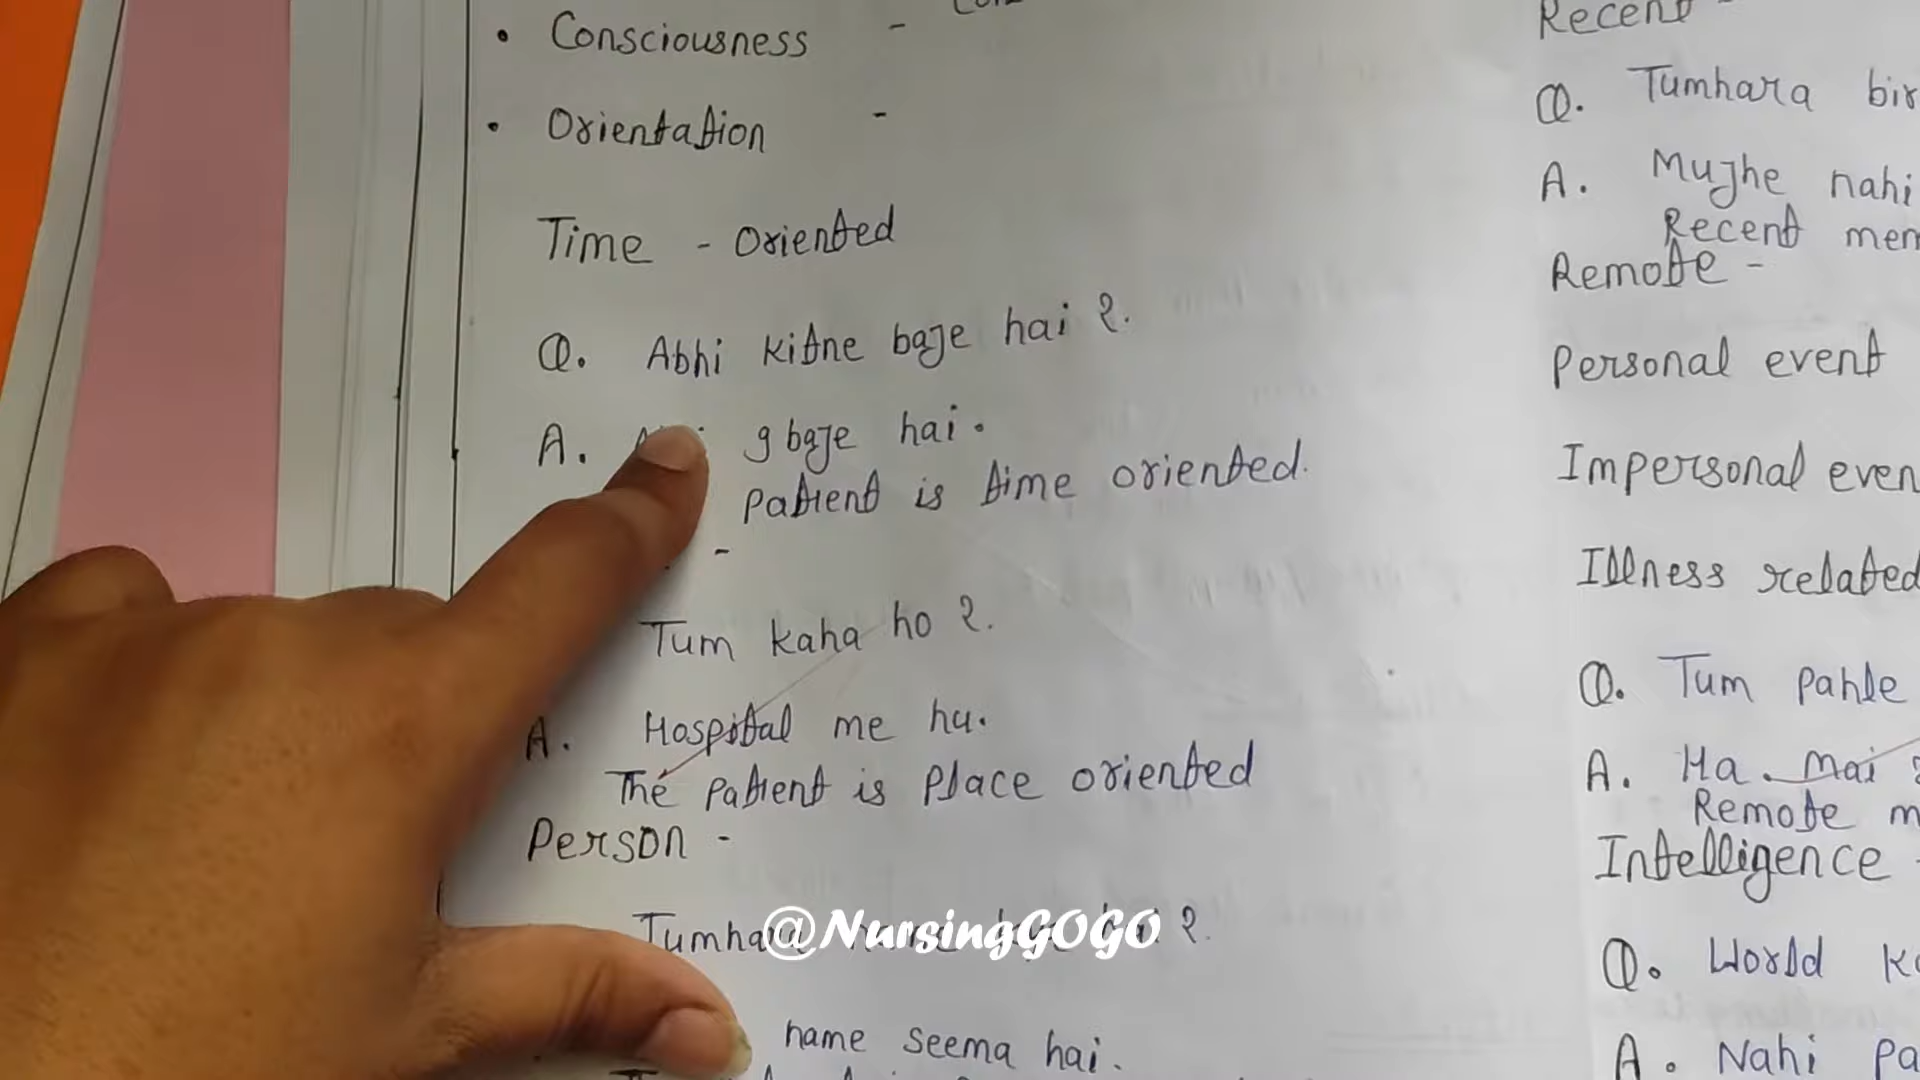 • Consciousness -
• Orientation -
Time - Oriented
Q. Abhi kitne baje hai ?.
A. 9 baje hai.
patient is time oriented.
-
Tum kaha ho ?.
A. Hospital me hu.
The patient is place oriented
Person -
Tumhara hai ?.
@NursingGOGO
name seema hai.
Recent -
Q. Tumhara
A. Mujhe nahi
Recent
Remote -
Personal event
Impersonal
Illness related
Q. Tum pahle
A. Ha. mai
Remote
Intelligence -
Q. World
A. Nahi